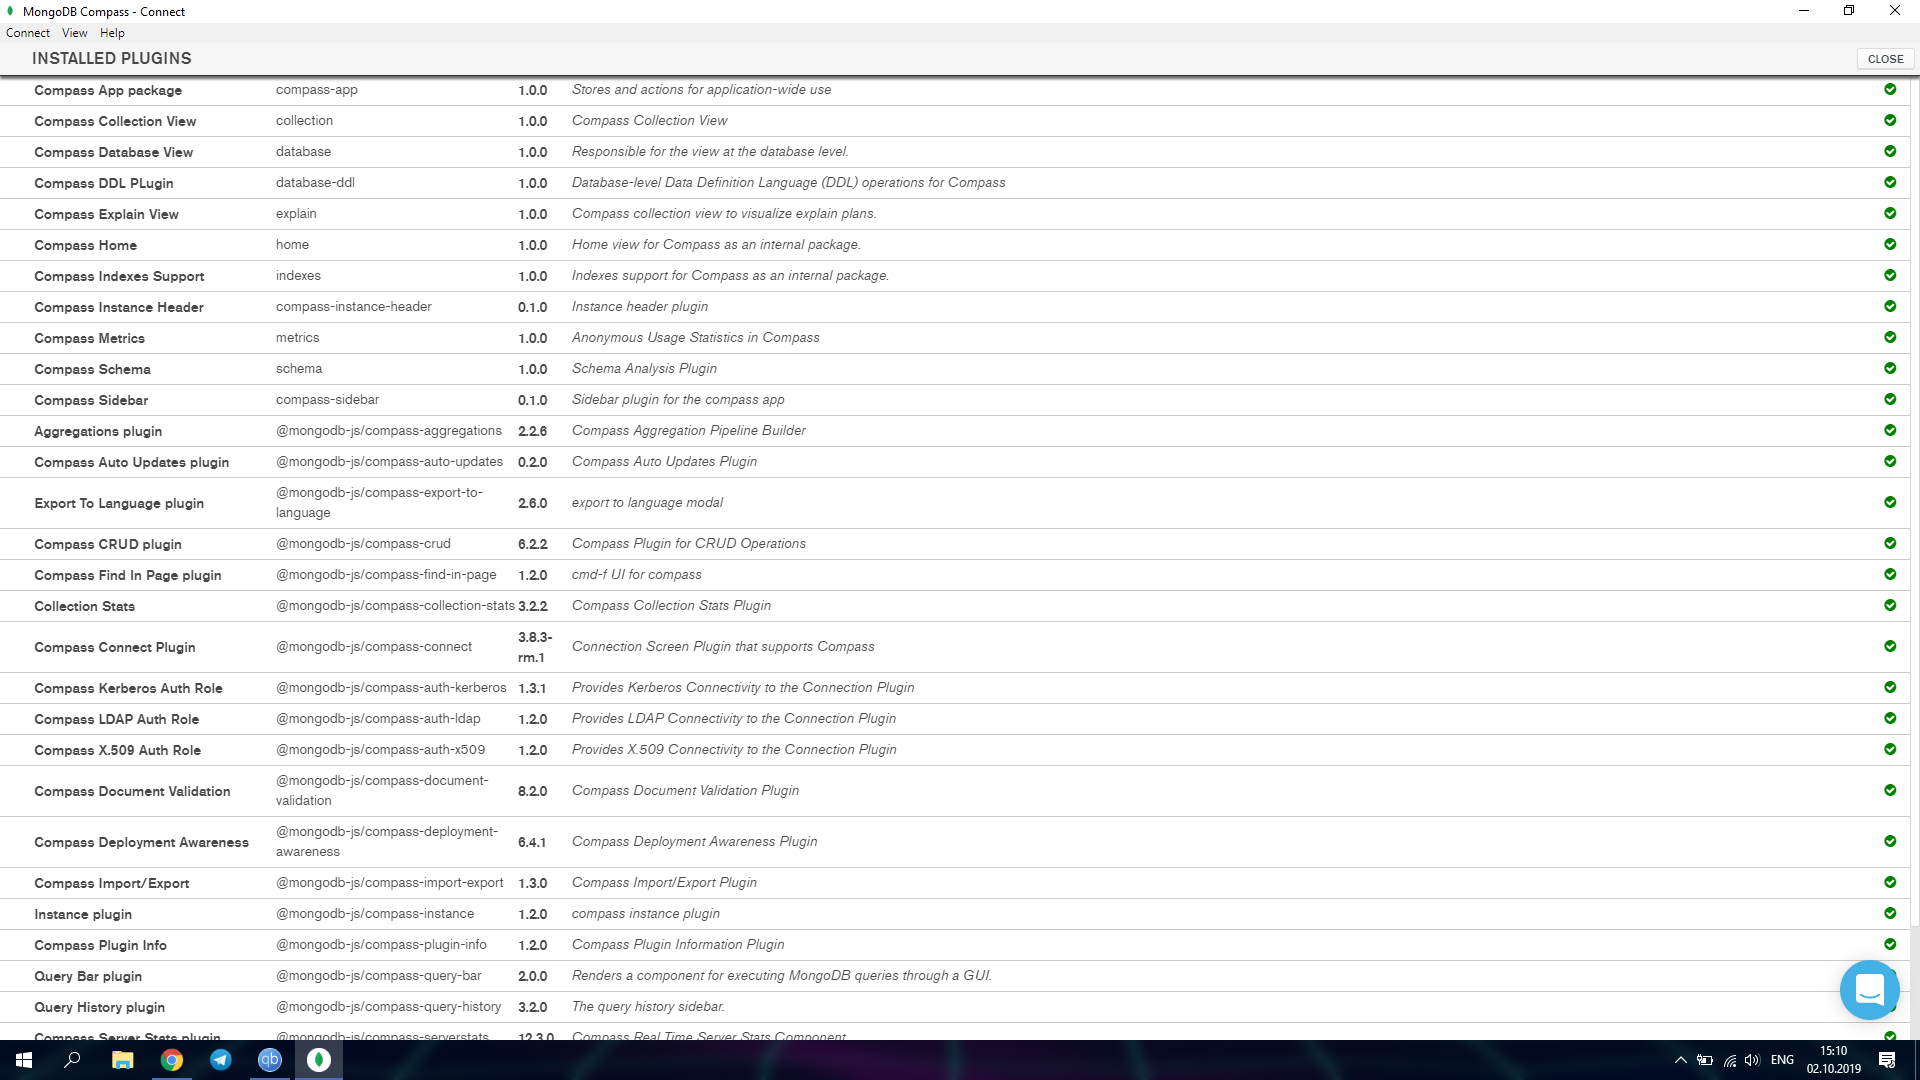 MongoDB Compass - Connect
Connect View Help
INSTALLED PLUGINS
CLOSE
Compass App package compass-app 1.0.0 Stores and actions for application-wide use
Compass Collection View collection 1.0.0 Compass Collection View
Compass Database View database 1.0.0 Responsible for the view at the database level.
Compass DDL PLugin database-ddl 1.0.0 Database-level Data Definition Language (DDL) operations for Compass
Compass Explain View explain 1.0.0 Compass collection view to visualize explain plans.
Compass Home home 1.0.0 Home view for Compass as an internal package.
Compass Indexes Support indexes 1.0.0 Indexes support for Compass as an internal package.
Compass Instance Header compass-instance-header 0.1.0 Instance header plugin
Compass Metrics metrics 1.0.0 Anonymous Usage Statistics in Compass
Compass Schema schema 1.0.0 Schema Analysis Plugin
Compass Sidebar compass-sidebar 0.1.0 Sidebar plugin for the compass app
Aggregations plugin @mongodb-js/compass-aggregations 2.2.6 Compass Aggregation Pipeline Builder
Compass Auto Updates plugin @mongodb-js/compass-auto-updates 0.2.0 Compass Auto Updates Plugin
Export To Language plugin @mongodb-js/compass-export-to-
language 2.6.0 export to language modal
Compass CRUD plugin @mongodb-js/compass-crud 6.2.2 Compass Plugin for CRUD Operations
Compass Find In Page plugin @mongodb-js/compass-find-in-page 1.2.0 cmd-f UI for compass
Collection Stats @mongodb-js/compass-collection-stats 3.2.2 Compass Collection Stats Plugin
Compass Connect Plugin @mongodb-js/compass-connect 3.8.3-
rm.1 Connection Screen Plugin that supports Compass
Compass Kerberos Auth Role @mongodb-js/compass-auth-kerberos 1.3.1 Provides Kerberos Connectivity to the Connection Plugin
Compass LDAP Auth Role @mongodb-js/compass-auth-ldap 1.2.0 Provides LDAP Connectivity to the Connection Plugin
Compass X.509 Auth Role @mongodb-js/compass-auth-x509 1.2.0 Provides X.509 Connectivity to the Connection Plugin
Compass Document Validation @mongodb-js/compass-document-
validation 8.2.0 Compass Document Validation Plugin
Compass Deployment Awareness @mongodb-js/compass-deployment-
awareness 6.4.1 Compass Deployment Awareness Plugin
Compass Import/Export @mongodb-js/compass-import-export 1.3.0 Compass Import/Export Plugin
Instance plugin @mongodb-js/compass-instance 1.2.0 compass instance plugin
Compass Plugin Info @mongodb-js/compass-plugin-info 1.2.0 Compass Plugin Information Plugin
Query Bar plugin @mongodb-js/compass-query-bar 2.0.0 Renders a component for executing MongoDB queries through a GUI.
Query History plugin @mongodb-js/compass-query-history 3.2.0 The query history sidebar.
Compass Server Stats plugin @mongodb-js/compass-serverstats 12.3.0 Compass Real Time Server Stats Component
qb
ENG
15:10
02.10.2019